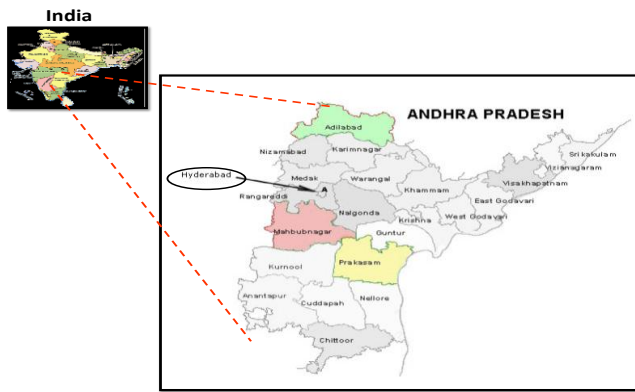 India
ANDHRA PRADESH
Adilabad
Nizamabad
Karimnagar
Srikakulam
Vizianagaram
Hyderabad
Medak
Warangal
Visakhapatnam
A
Khammam
Rangareddi
East Godavari
Nalgonda
Krishna
West Godavari
Mahbubnagar
Guntur
Prakasam
Kurnool
Anantapur
Cuddapah
Nellore
Chittoor